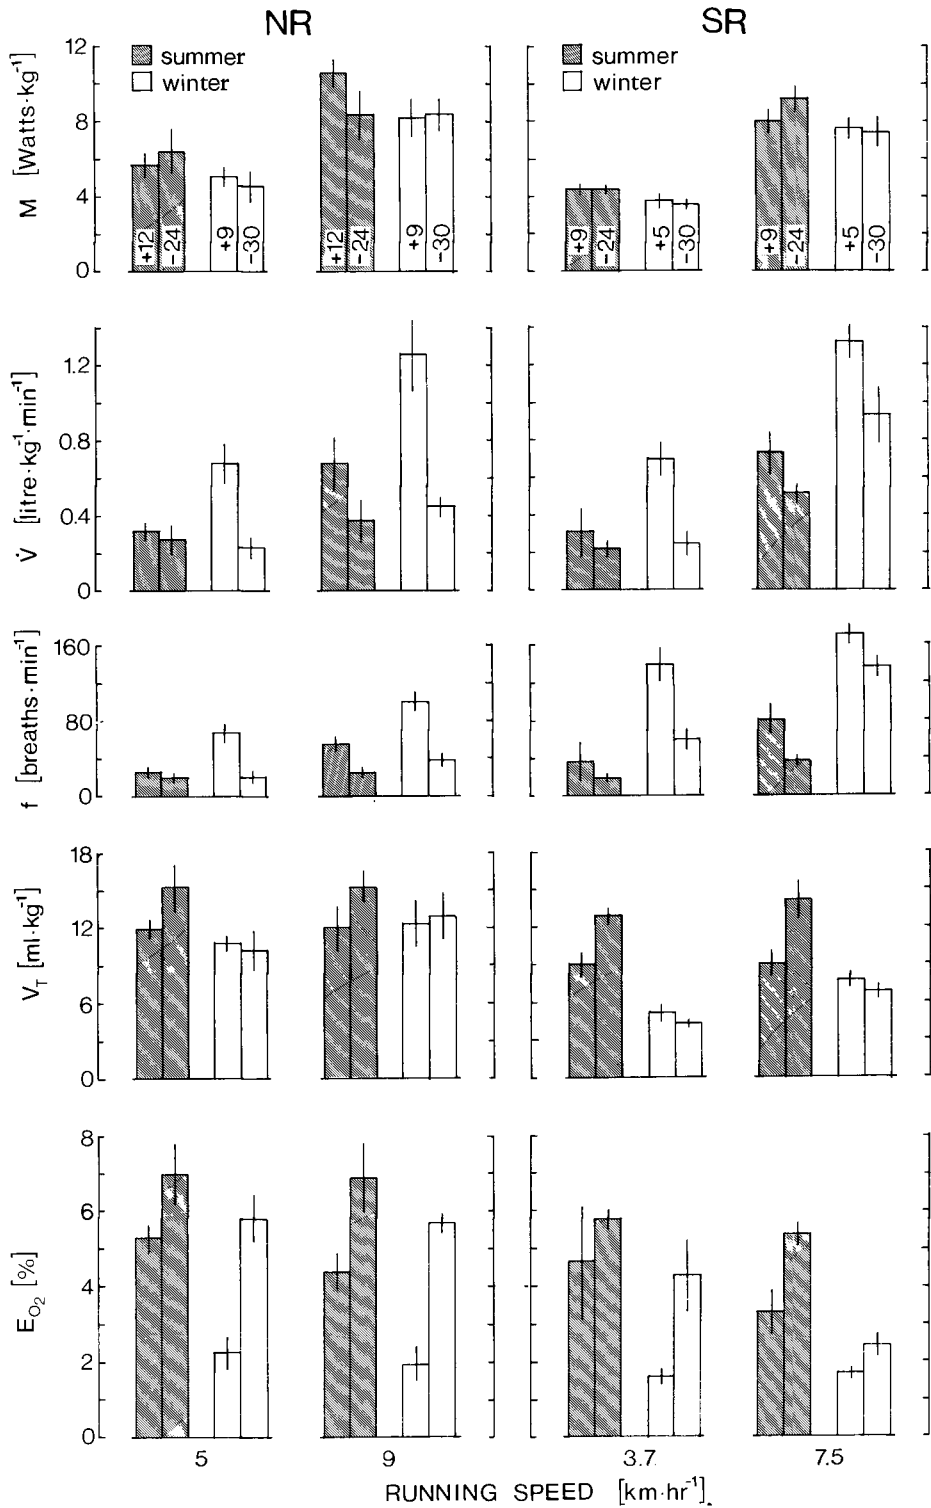 NR SR
M [Watts·kg⁻¹]
12
8
4
0
summer
winter
+12 -24 +9 -30
+12 -24 +9 -30
summer
winter
+9 -24 +5 -30
+9 -24 +5 -30
V̇ [litre·kg⁻¹·min⁻¹]
1.2
0.8
0.4
0
f [breaths·min⁻¹]
160
80
0
V_T [ml·kg⁻¹]
18
12
6
0
E_O₂ [%]
8
6
4
2
0
5 9 3.7 7.5
RUNNING SPEED [km·hr⁻¹].